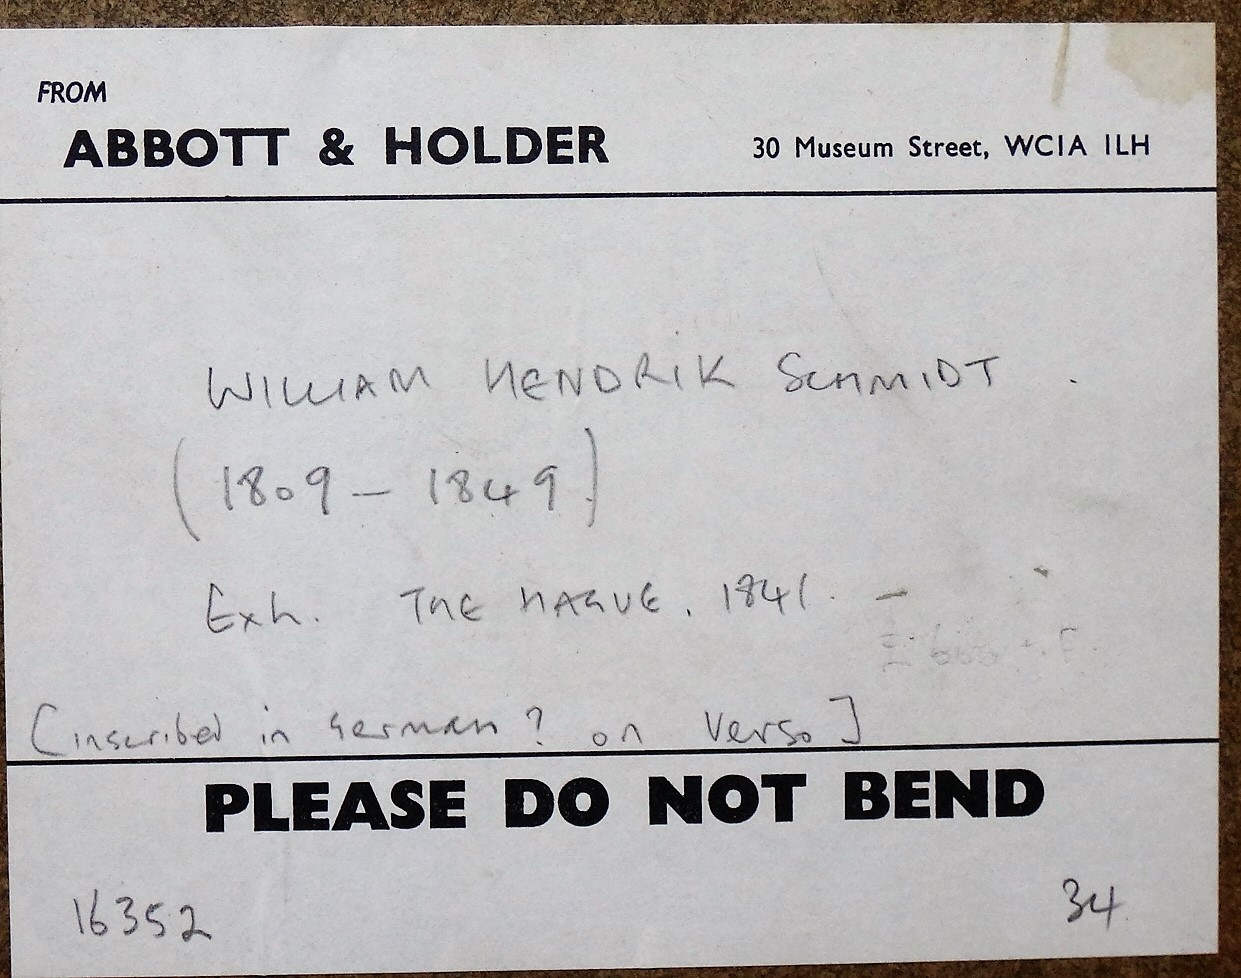 FROM
ABBOTT & HOLDER 30 Museum Street, WC1A 1LH
WILLIAM HENDRIK SCHMIDT.
(1809 – 1849)
Exh. THE HAGUE. 1841. –
[inscribed in German? on verso]
PLEASE DO NOT BEND
16352 34